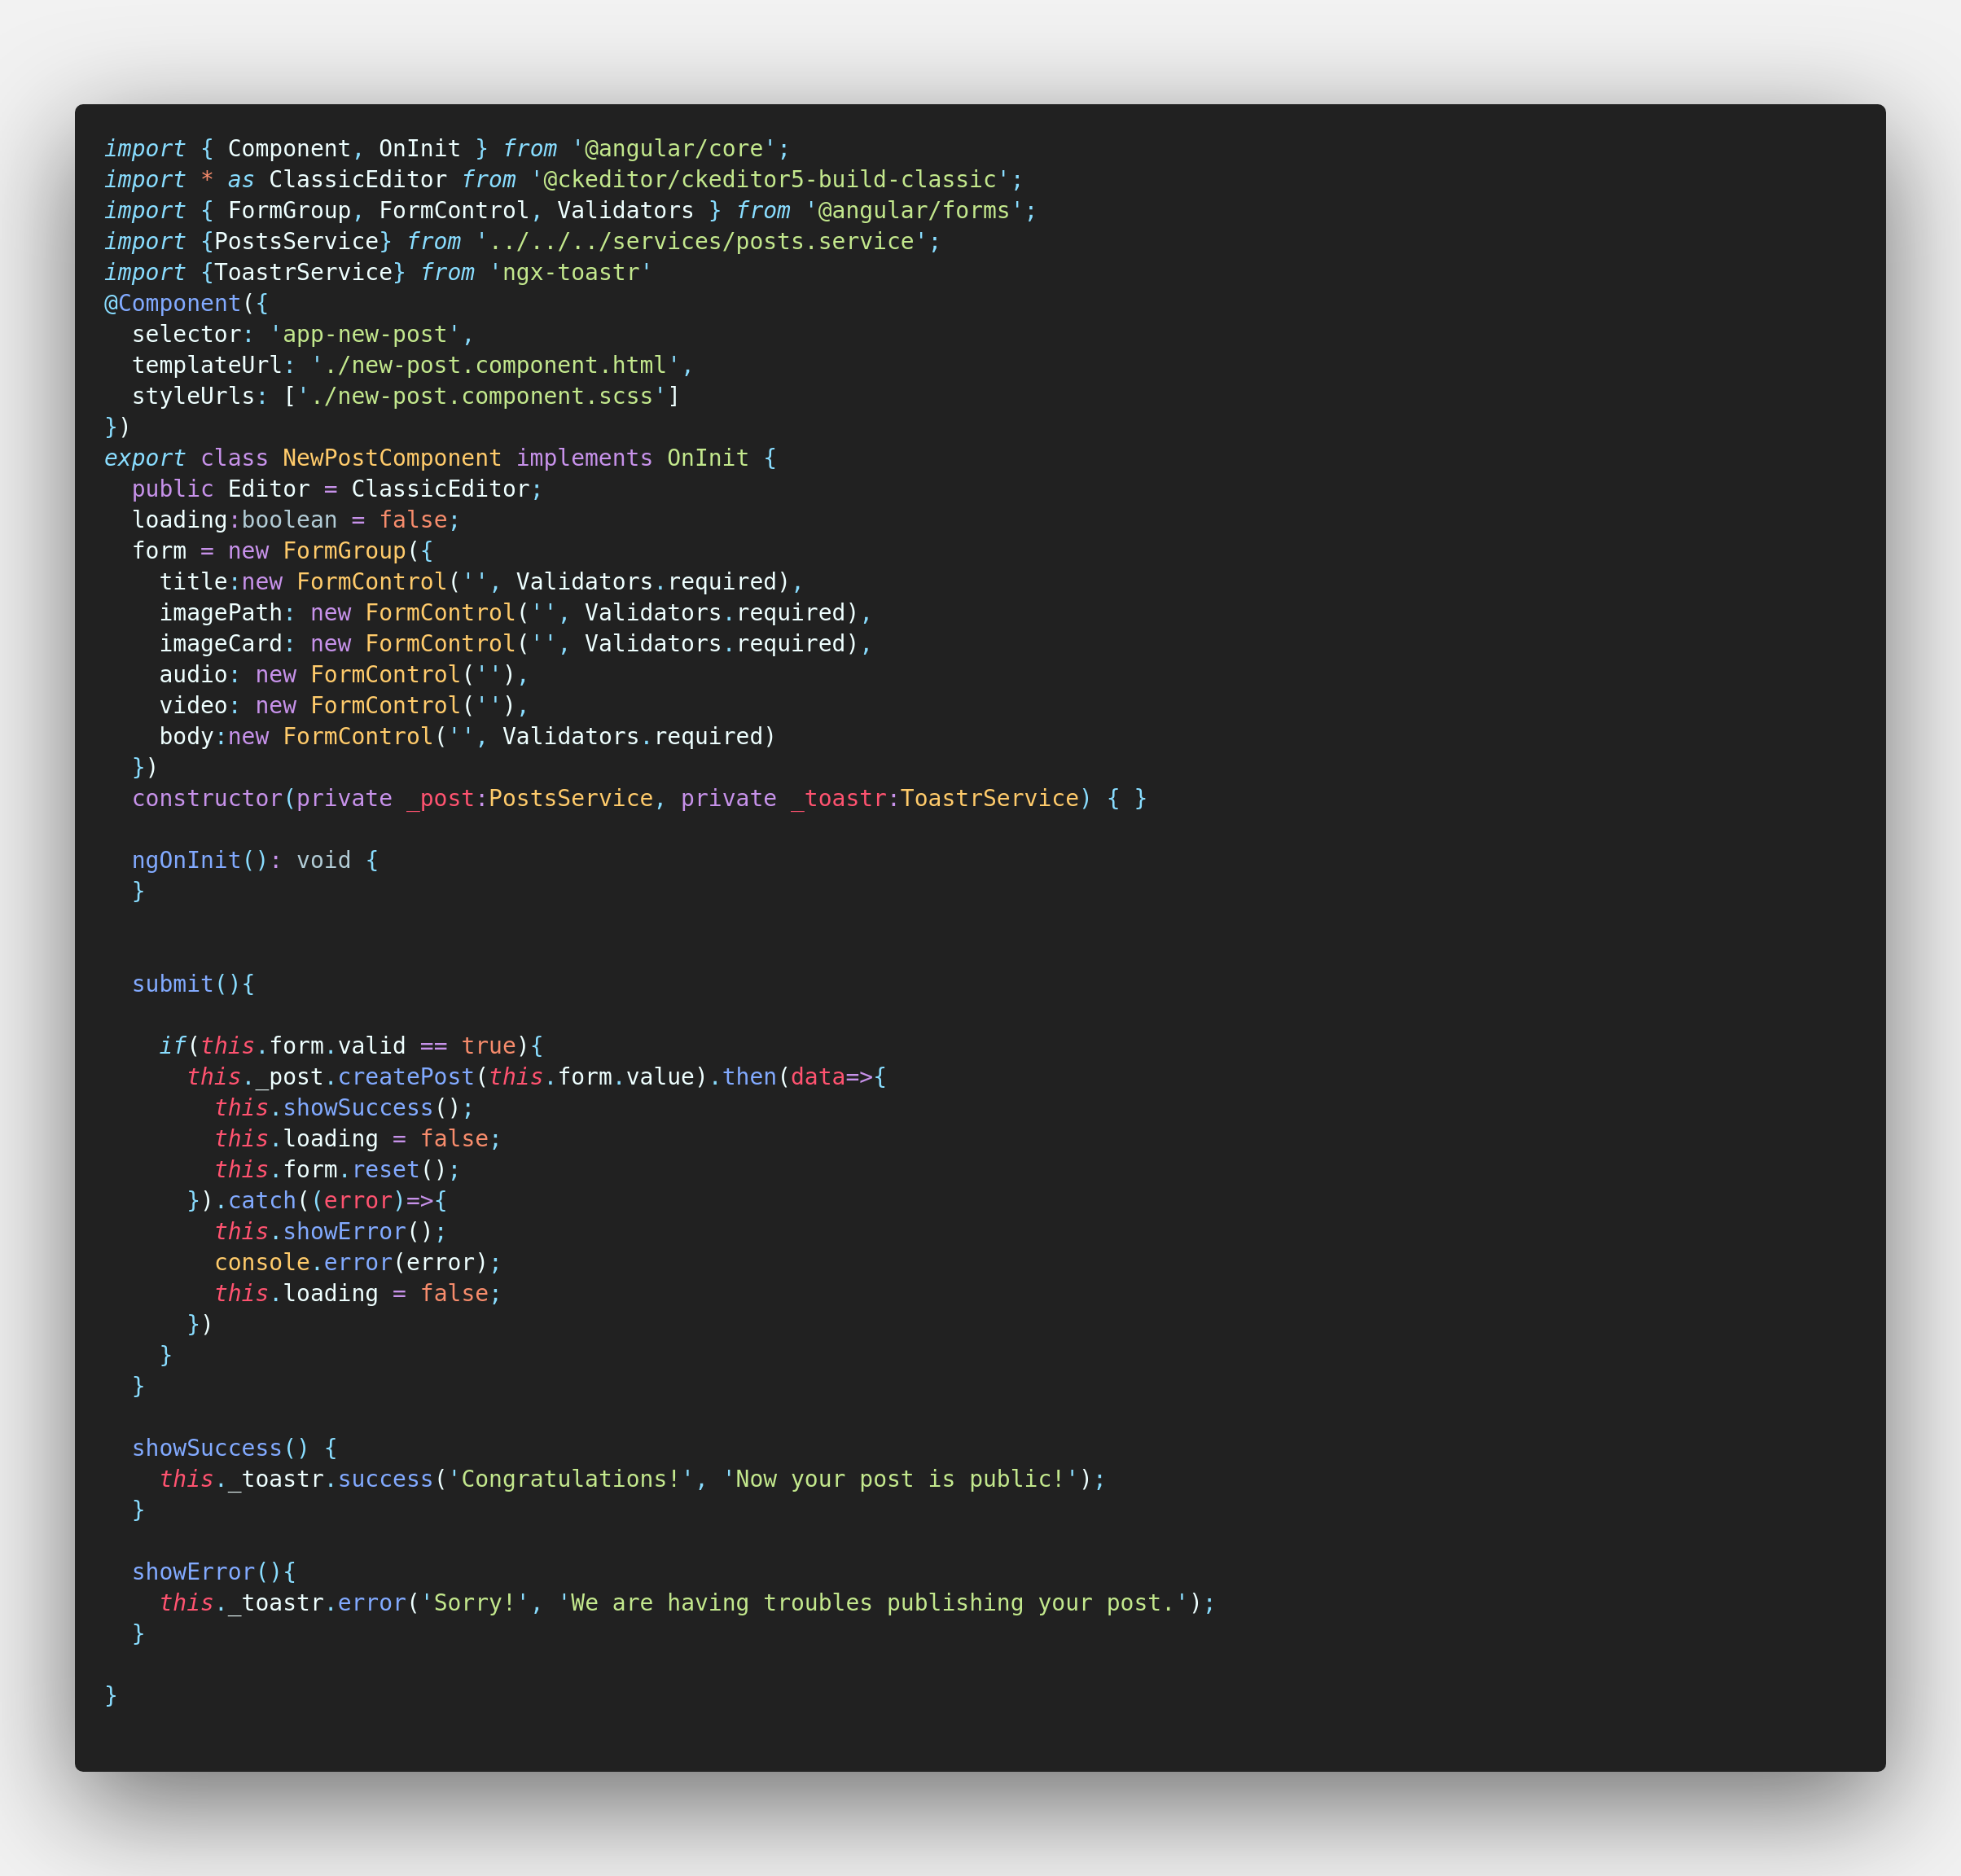 import { Component, OnInit } from '@angular/core';
import * as ClassicEditor from '@ckeditor/ckeditor5-build-classic';
import { FormGroup, FormControl, Validators } from '@angular/forms';
import {PostsService} from '../../../services/posts.service';
import {ToastrService} from 'ngx-toastr'
@Component({
  selector: 'app-new-post',
  templateUrl: './new-post.component.html',
  styleUrls: ['./new-post.component.scss']
})
export class NewPostComponent implements OnInit {
  public Editor = ClassicEditor;
  loading:boolean = false;
  form = new FormGroup({
    title:new FormControl('', Validators.required),
    imagePath: new FormControl('', Validators.required),
    imageCard: new FormControl('', Validators.required),
    audio: new FormControl(''),
    video: new FormControl(''),
    body:new FormControl('', Validators.required)
  })
  constructor(private _post:PostsService, private _toastr:ToastrService) { }

  ngOnInit(): void {
  }


  submit(){

    if(this.form.valid == true){
      this._post.createPost(this.form.value).then(data=>{
        this.showSuccess();
        this.loading = false;
        this.form.reset();
      }).catch((error)=>{
        this.showError();
        console.error(error);
        this.loading = false;
      })
    }
  }

  showSuccess() {
    this._toastr.success('Congratulations!', 'Now your post is public!');
  }

  showError(){
    this._toastr.error('Sorry!', 'We are having troubles publishing your post.');
  }

}